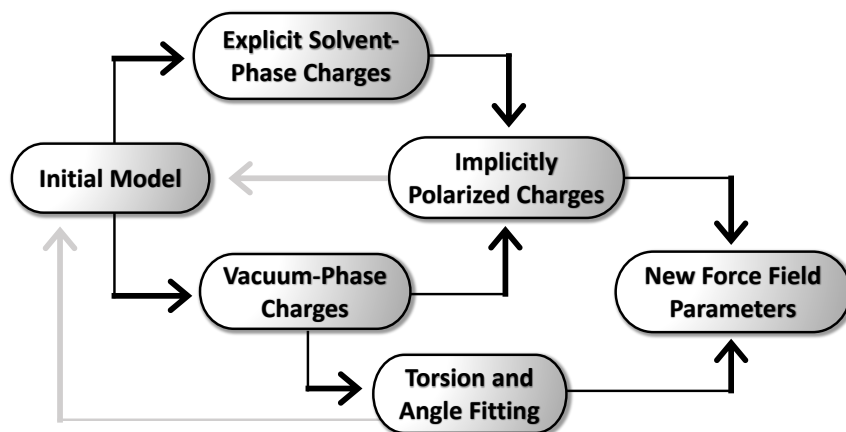 Explicit Solvent-
Phase Charges
Initial Model
Implicitly
Polarized Charges
Vacuum-Phase
Charges
New Force Field
Parameters
Torsion and
Angle Fitting